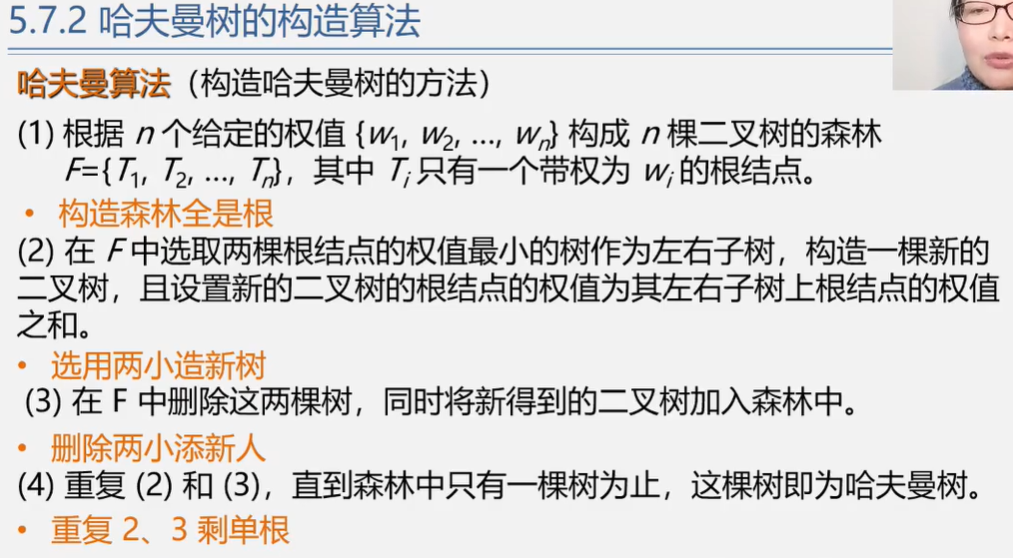 5.7.2 哈夫曼树的构造算法
哈夫曼算法（构造哈夫曼树的方法）
(1) 根据 n 个给定的权值 {w₁, w₂, ..., wₙ} 构成 n 棵二叉树的森林
F={T₁, T₂, ..., Tₙ}，其中 Tᵢ 只有一个带权为 wᵢ 的根结点。
• 构造森林全是根
(2) 在 F 中选取两棵根结点的权值最小的树作为左右子树，构造一棵新的
二叉树，且设置新的二叉树的根结点的权值为其左右子树上根结点的权值
之和。
• 选用两小造新树
(3) 在 F 中删除这两棵树，同时将新得到的二叉树加入森林中。
• 删除两小添新人
(4) 重复 (2) 和 (3)，直到森林中只有一棵树为止，这棵树即为哈夫曼树。
• 重复 2、3 剩单根